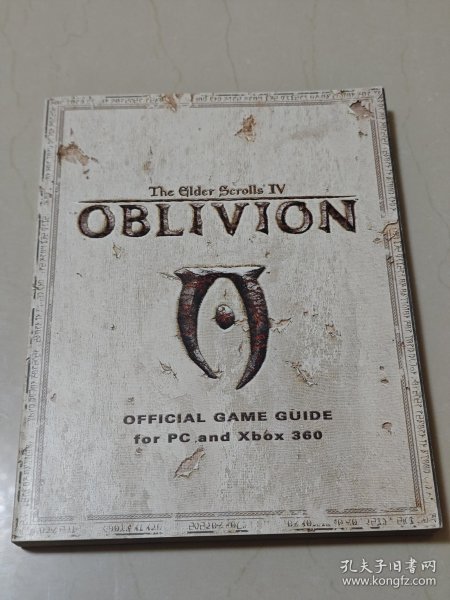 The Elder Scrolls IV
OBLIVION
OFFICIAL GAME GUIDE
for PC and Xbox 360
孔夫子旧书网
www.kongfz.com